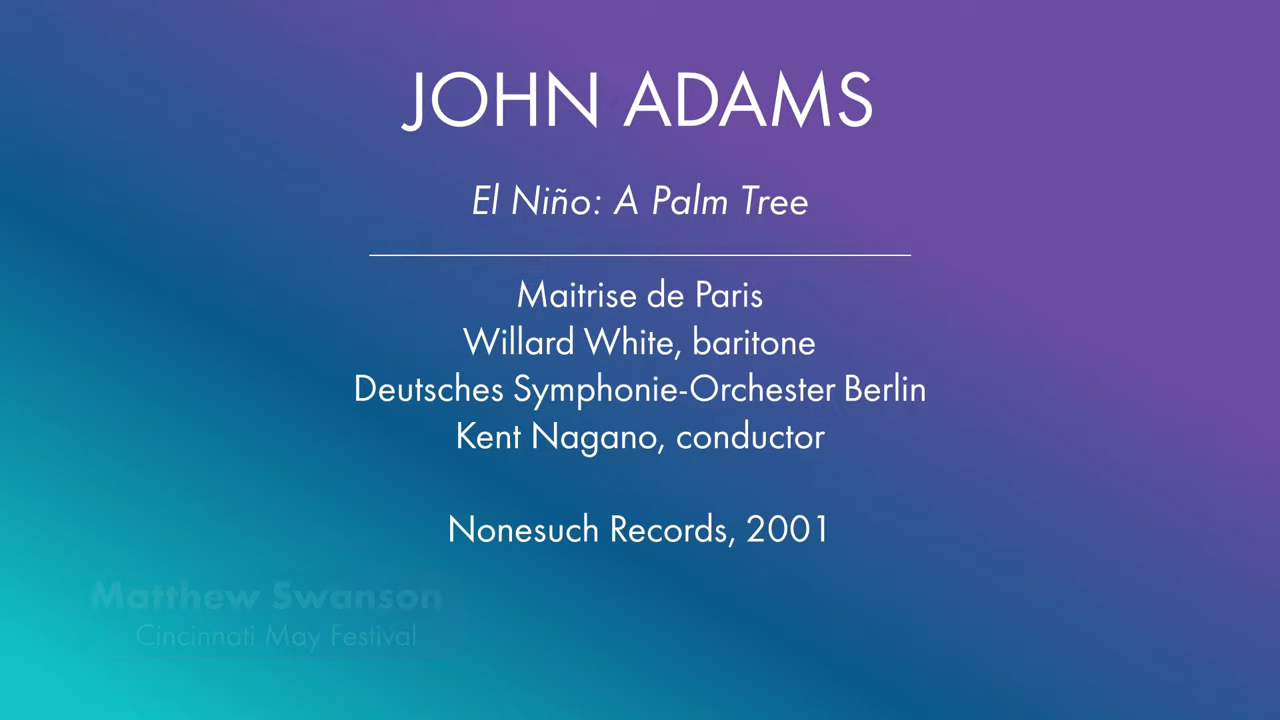 JOHN ADAMS
El Niño: A Palm Tree
Maitrise de Paris
Willard White, baritone
Deutsches Symphonie-Orchester Berlin
Kent Nagano, conductor
Nonesuch Records, 2001
Matthew Swanson
Cincinnati May Festival